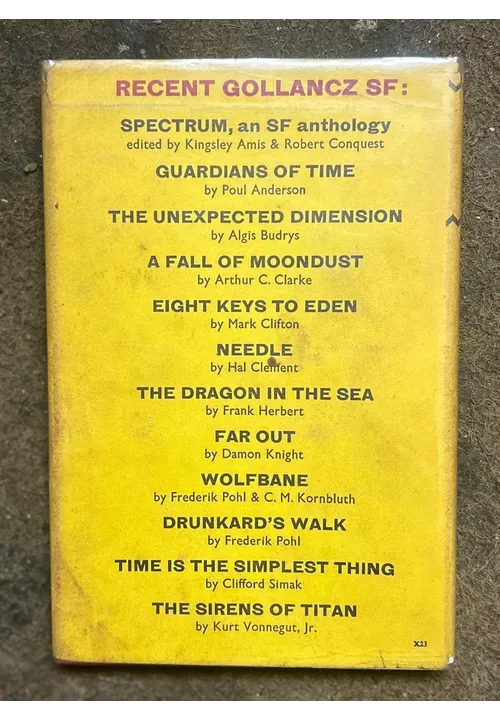 RECENT GOLLANCZ SF:
SPECTRUM, an SF anthology
edited by Kingsley Amis & Robert Conquest
GUARDIANS OF TIME
by Poul Anderson
THE UNEXPECTED DIMENSION
by Algis Budrys
A FALL OF MOONDUST
by Arthur C. Clarke
EIGHT KEYS TO EDEN
by Mark Clifton
NEEDLE
by Hal Clement
THE DRAGON IN THE SEA
by Frank Herbert
FAR OUT
by Damon Knight
WOLFBANE
by Frederik Pohl & C. M. Kornbluth
DRUNKARD'S WALK
by Frederik Pohl
TIME IS THE SIMPLEST THING
by Clifford Simak
THE SIRENS OF TITAN
by Kurt Vonnegut, Jr.
X23